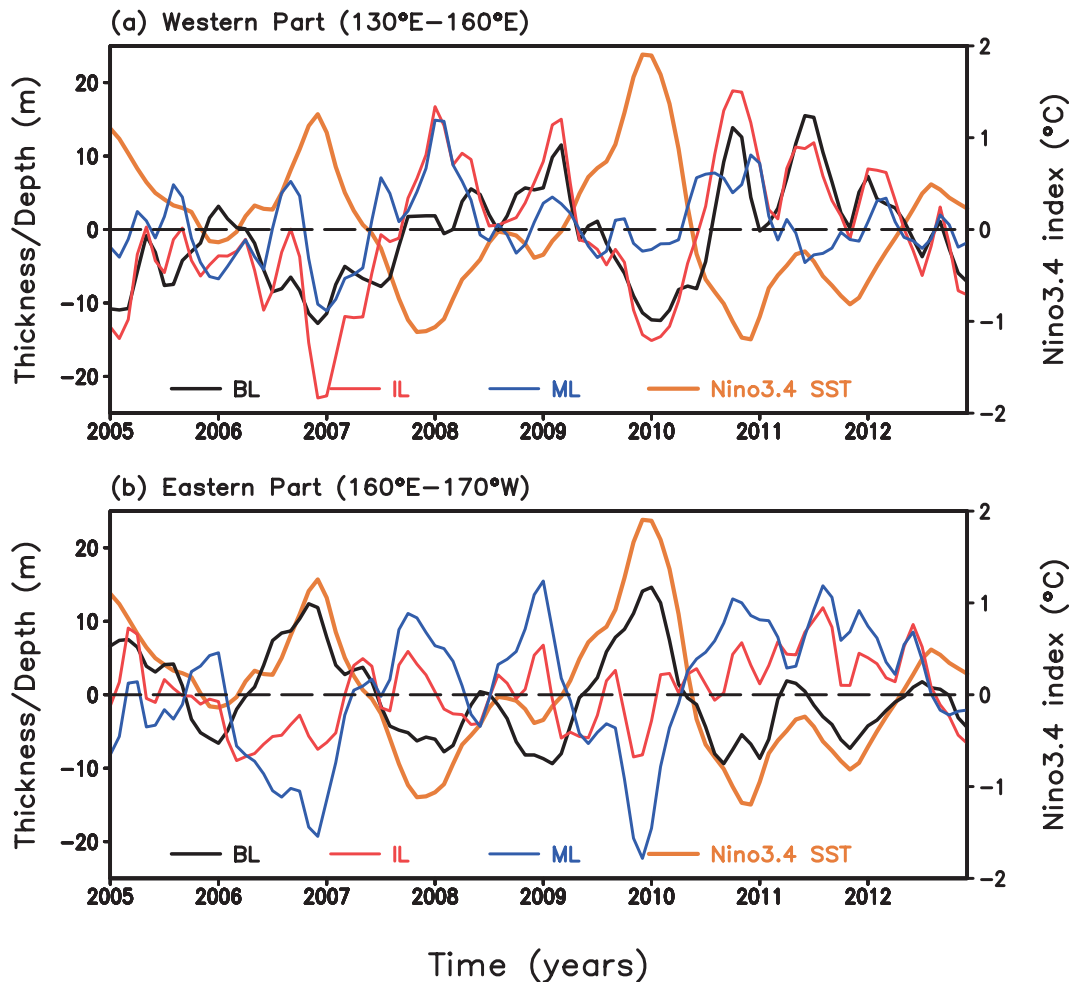 (a) Western Part (130°E−160°E)
Thickness/Depth (m)
20
10
0
−10
−20
2
1
0
−1
−2
Nino3.4 index (°C)
BL IL ML Nino3.4 SST
2005 2006 2007 2008 2009 2010 2011 2012
(b) Eastern Part (160°E−170°W)
Thickness/Depth (m)
20
10
0
−10
−20
2
1
0
−1
−2
Nino3.4 index (°C)
BL IL ML Nino3.4 SST
2005 2006 2007 2008 2009 2010 2011 2012
Time (years)